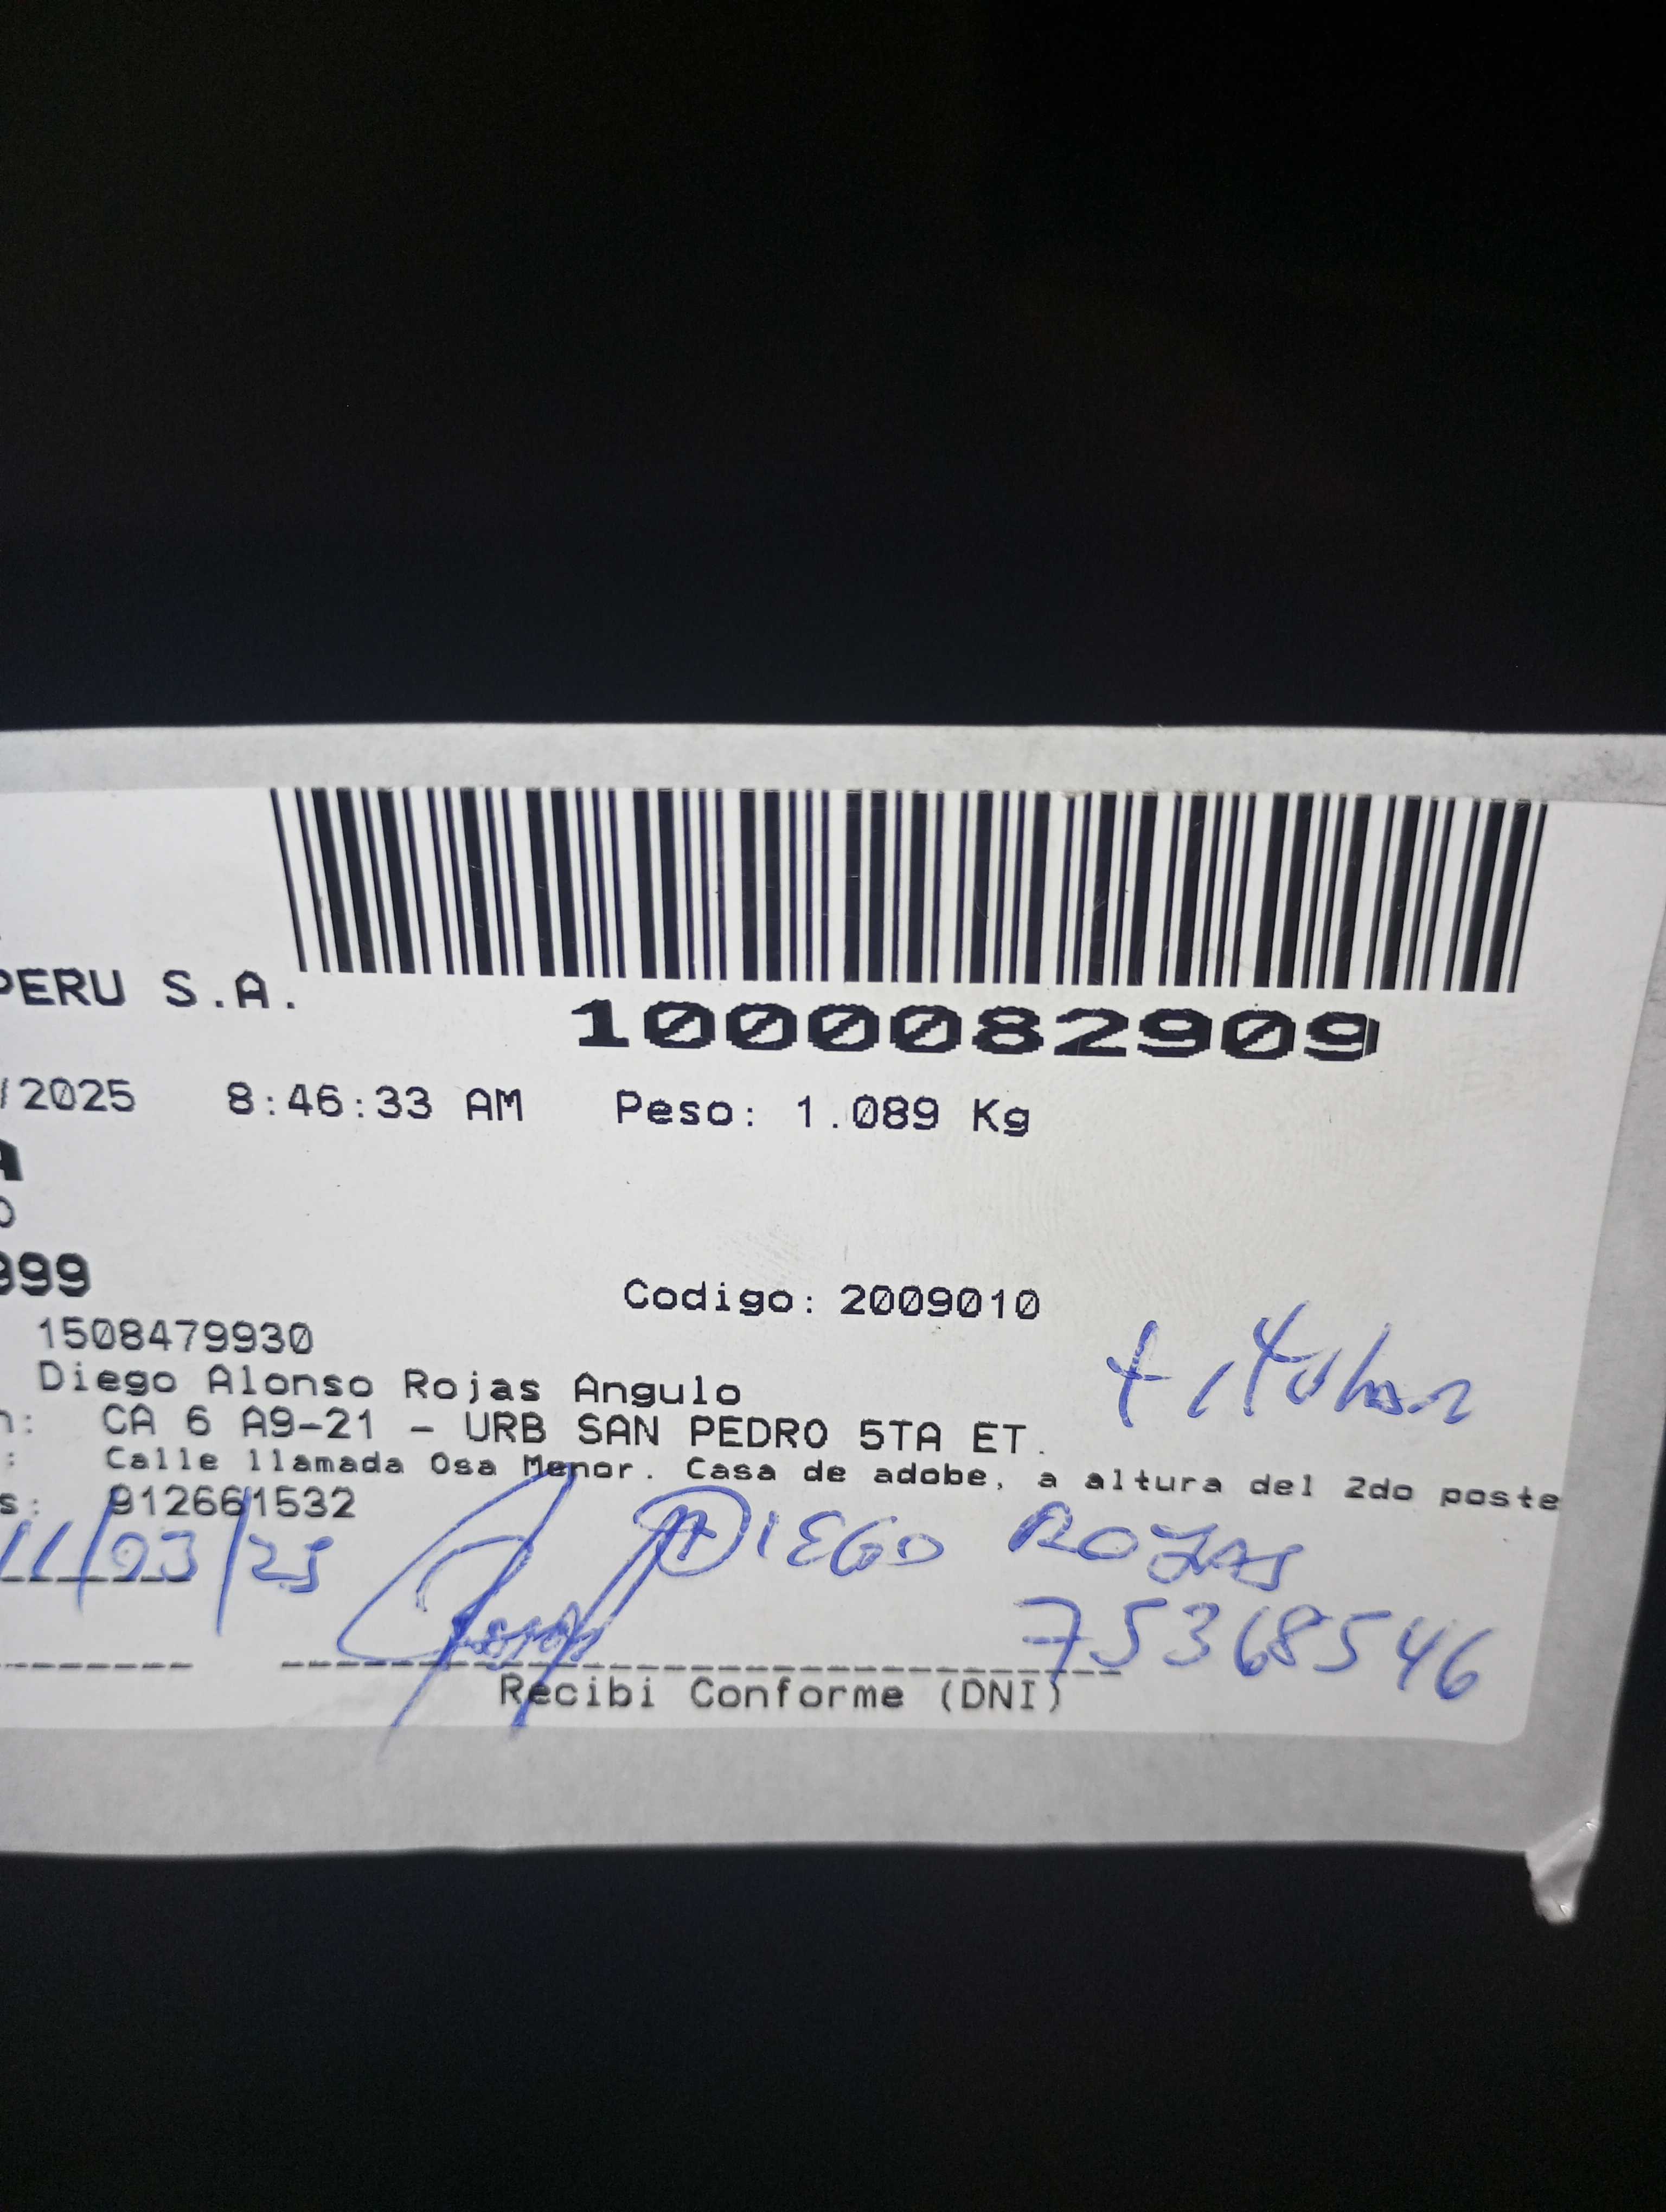 PERU S.A.
1000082909
/2025 8:46:33 AM Peso: 1.089 Kg
A
O
999
Codigo: 2009010
1508479930
Diego Alonso Rojas Angulo
titular
n: CA 6 A9-21 - URB SAN PEDRO 5TA ET.
: Calle llamada Osa Menor. Casa de adobe, a altura del 2do poste
s: 912661532
11/03/25 DIEGO ROJAS
75368546
Recibi Conforme (DNI)